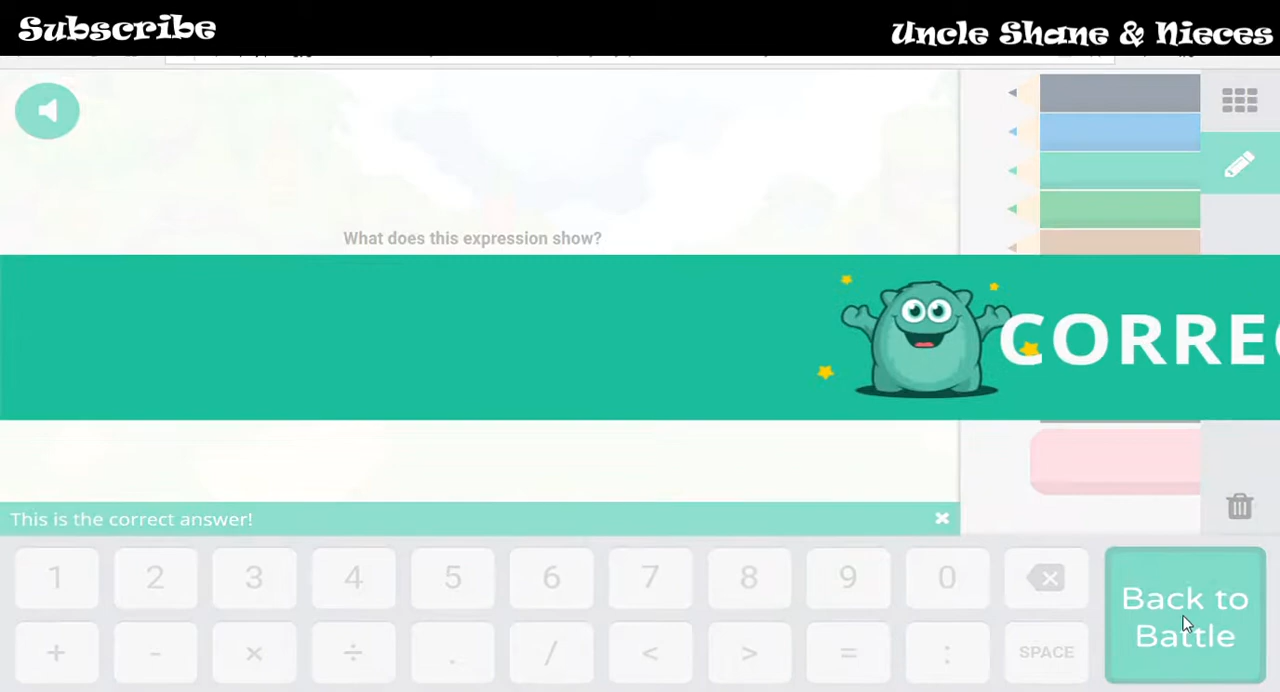 Subscribe
Uncle Shane & Nieces
What does this expression show?
CORREC
This is the correct answer!
1 2 3 4 5 6 7 8 9 0
Back to
Battle
+ - × ÷ . / < > = : SPACE